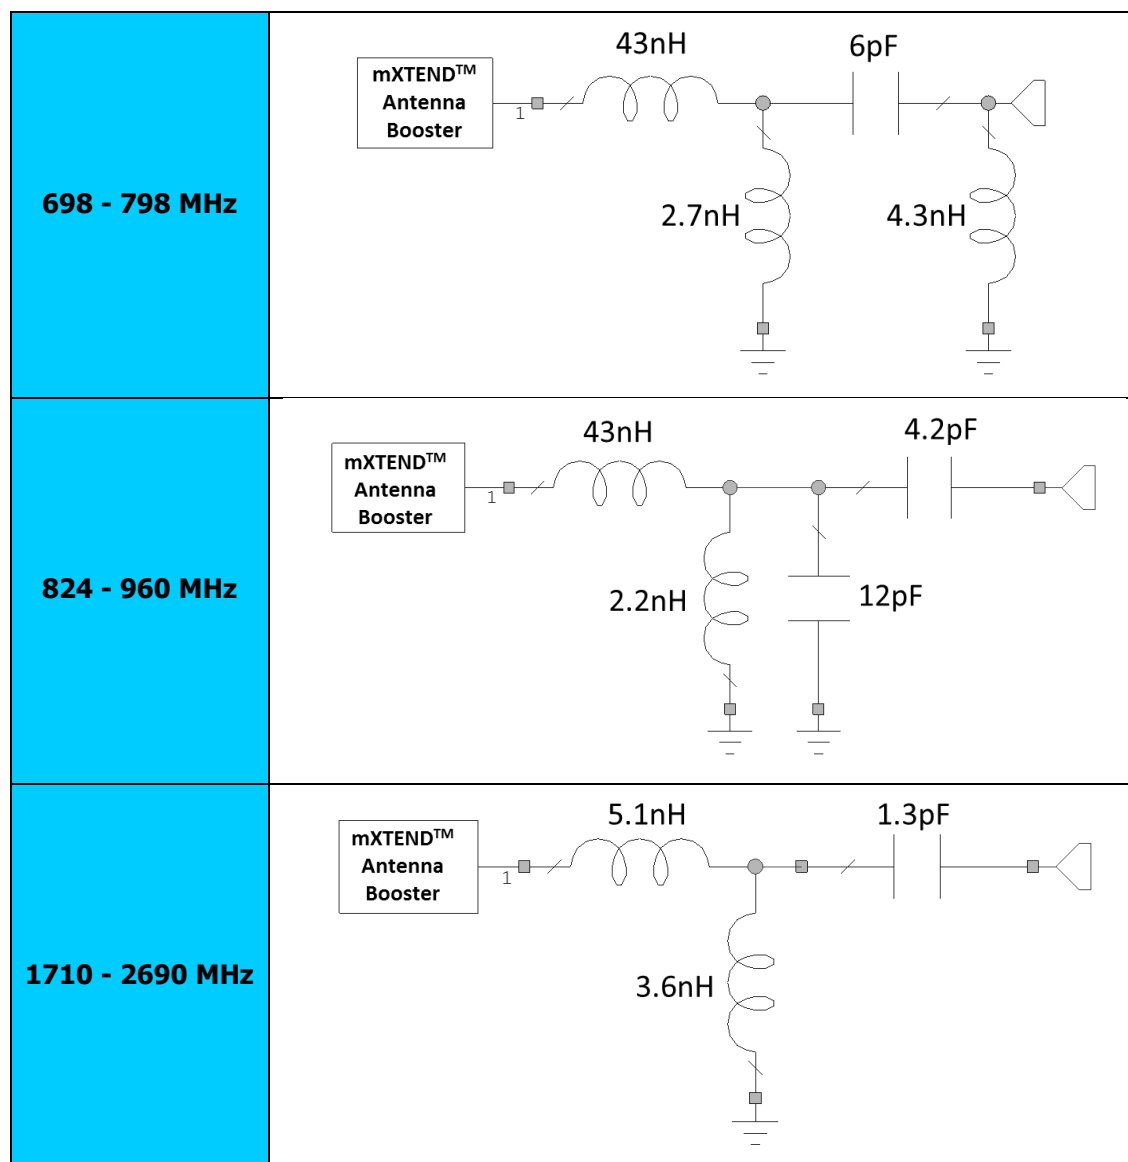 698 - 798 MHz
mXTEND™
Antenna
Booster
1
43nH
6pF
2.7nH
4.3nH
824 - 960 MHz
mXTEND™
Antenna
Booster
1
43nH
4.2pF
2.2nH
12pF
1710 - 2690 MHz
mXTEND™
Antenna
Booster
1
5.1nH
1.3pF
3.6nH